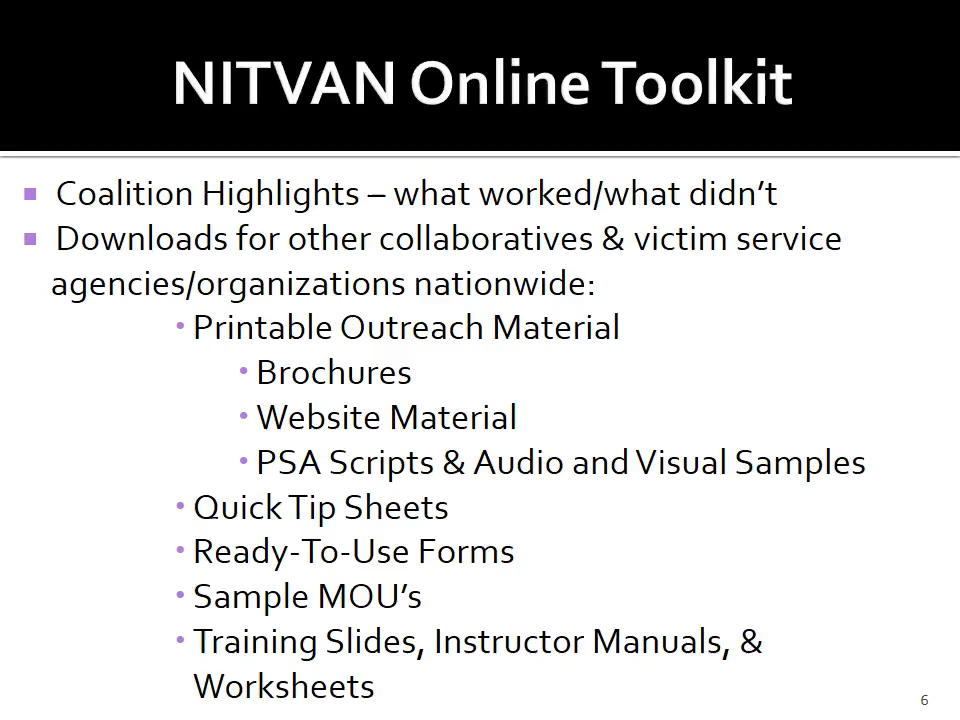 NITVAN Online Toolkit
▪ Coalition Highlights – what worked/what didn’t
▪ Downloads for other collaboratives & victim service
agencies/organizations nationwide:
• Printable Outreach Material
• Brochures
• Website Material
• PSA Scripts & Audio and Visual Samples
• Quick Tip Sheets
• Ready-To-Use Forms
• Sample MOU’s
• Training Slides, Instructor Manuals, &
Worksheets
6